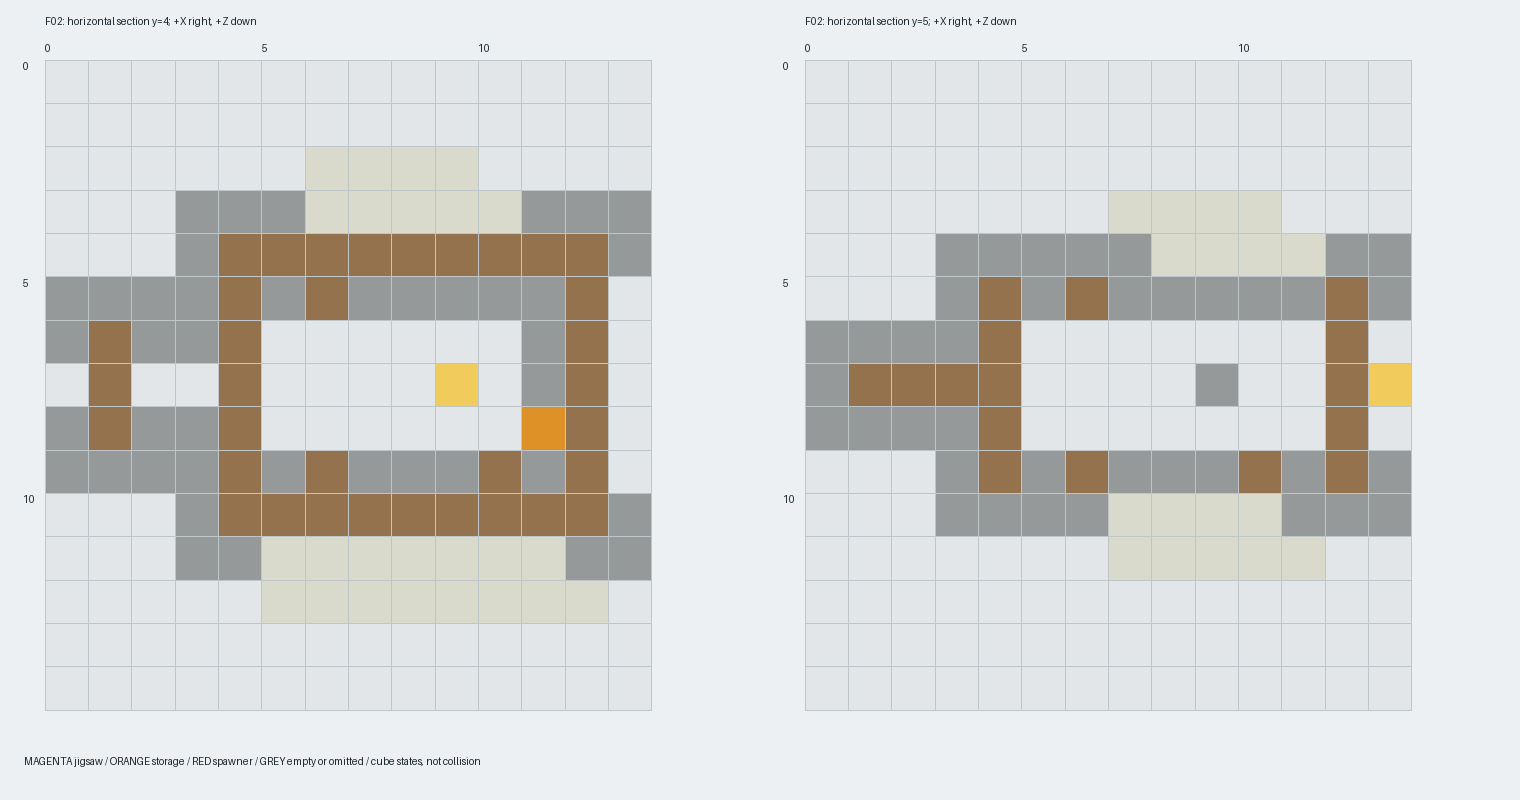 F02: horizontal section y=4; +X right, +Z down
F02: horizontal section y=5; +X right, +Z down
0 5 10
0 5 10
0
0
5
5
10
10
MAGENTA jigsaw / ORANGE storage / RED spawner / GREY empty or omitted / cube states, not collision